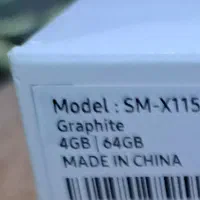 Model : SM-X115
Graphite
4GB | 64GB
MADE IN CHINA